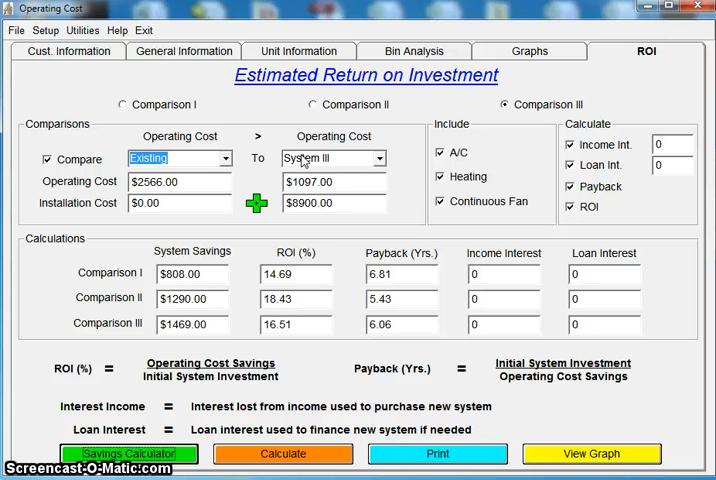 Operating Cost
File Setup Utilities Help Exit
Cust. Information General Information Unit Information Bin Analysis Graphs ROI
Estimated Return on Investment
Comparison I Comparison II Comparison III
Comparisons Include Calculate
Operating Cost > Operating Cost
Compare Existing To System III
Operating Cost $2566.00 $1097.00
Installation Cost $0.00 $8900.00
A/C
Heating
Continuous Fan
Income Int. 0
Loan Int. 0
Payback
ROI
Calculations
System Savings ROI (%) Payback (Yrs.) Income Interest Loan Interest
Comparison I $808.00 14.69 6.81 0 0
Comparison II $1290.00 18.43 5.43 0 0
Comparison III $1469.00 16.51 6.06 0 0
ROI (%) = Operating Cost Savings
Initial System Investment
Payback (Yrs.) = Initial System Investment
Operating Cost Savings
Interest Income = Interest lost from income used to purchase new system
Loan Interest = Loan interest used to finance new system if needed
Savings Calculator Calculate Print View Graph
Screencast-O-Matic.com